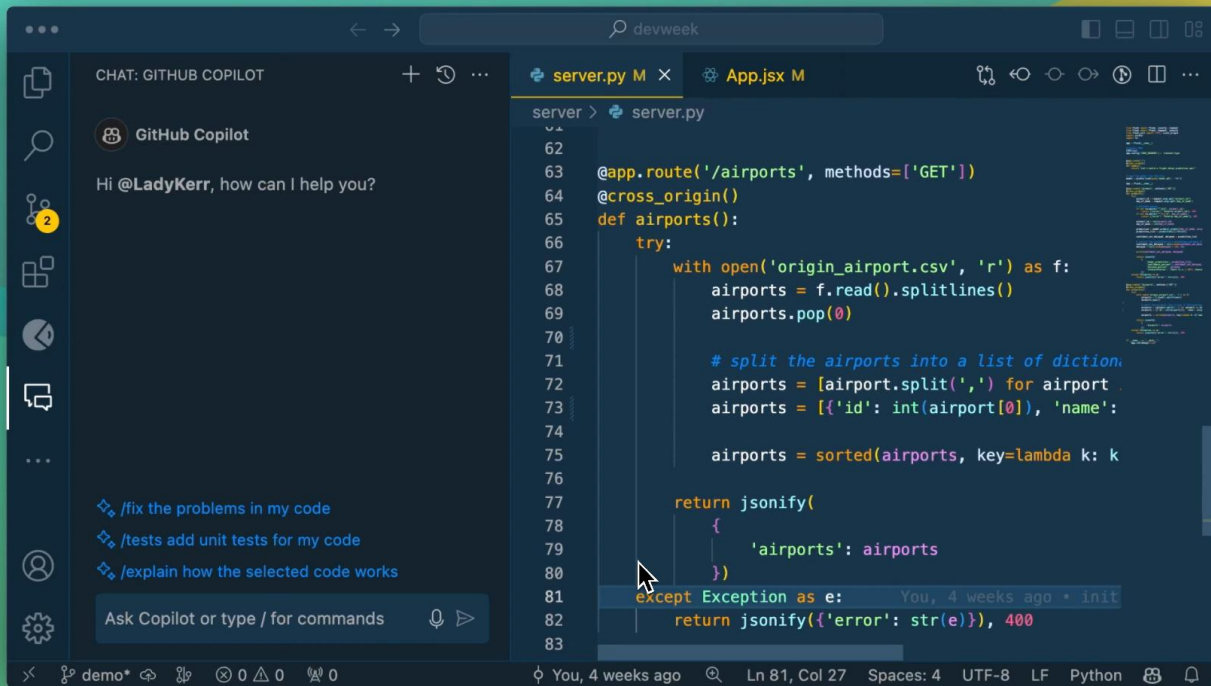 devweek
CHAT: GITHUB COPILOT
GitHub Copilot
Hi @LadyKerr, how can I help you?
2
/fix the problems in my code
/tests add unit tests for my code
/explain how the selected code works
Ask Copilot or type / for commands
server.py M
App.jsx M
server > server.py
61
62
63 @app.route('/airports', methods=['GET'])
64 @cross_origin()
65 def airports():
66 try:
67 with open('origin_airport.csv', 'r') as f:
68 airports = f.read().splitlines()
69 airports.pop(0)
70
71 # split the airports into a list of
72 airports = [airport.split(',') for airport
73 airports = [{'id': int(airport[0]), 'name':
74
75 airports = sorted(airports, key=lambda k: k
76
77 return jsonify(
78 {
79 'airports': airports
80 })
81 except Exception as e: You, 4 weeks ago • init
82 return jsonify({'error': str(e)}), 400
83
demo* 0 0 0 You, 4 weeks ago Ln 81, Col 27 Spaces: 4 UTF-8 LF Python